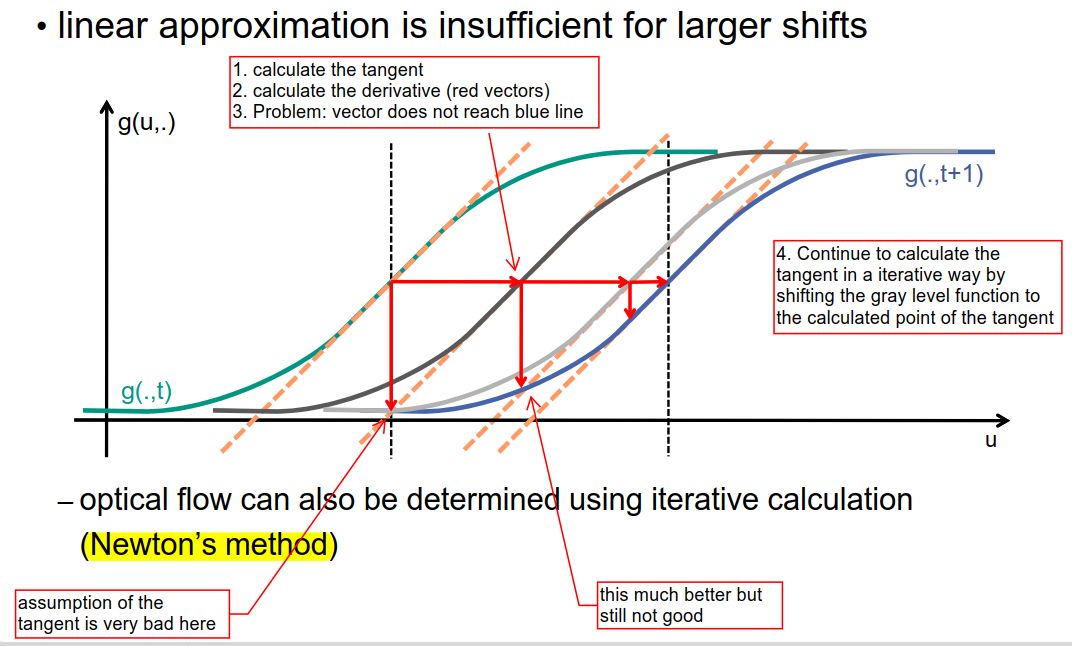 • linear approximation is insufficient for larger shifts
1. calculate the tangent
2. calculate the derivative (red vectors)
3. Problem: vector does not reach blue line
g(u,.)
g(.,t+1)
4. Continue to calculate the
tangent in a iterative way by
shifting the gray level function to
the calculated point of the tangent
g(.,t)
u
– optical flow can also be determined using iterative calculation
(Newton’s method)
assumption of the
tangent is very bad here
this much better but
still not good